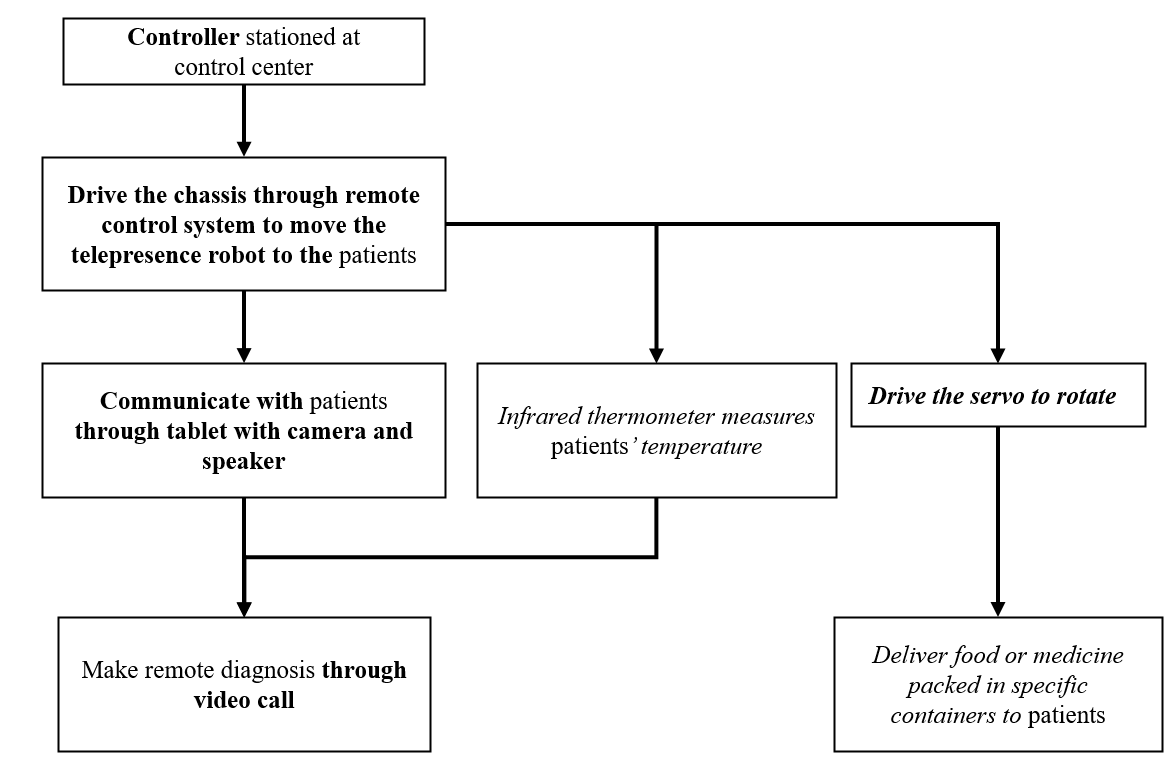 Controller stationed at
control center
Drive the chassis through remote
control system to move the
telepresence robot to the patients
Communicate with patients
through tablet with camera and
speaker
Infrared thermometer measures
patients’ temperature
Drive the servo to rotate
Make remote diagnosis through
video call
Deliver food or medicine
packed in specific
containers to patients